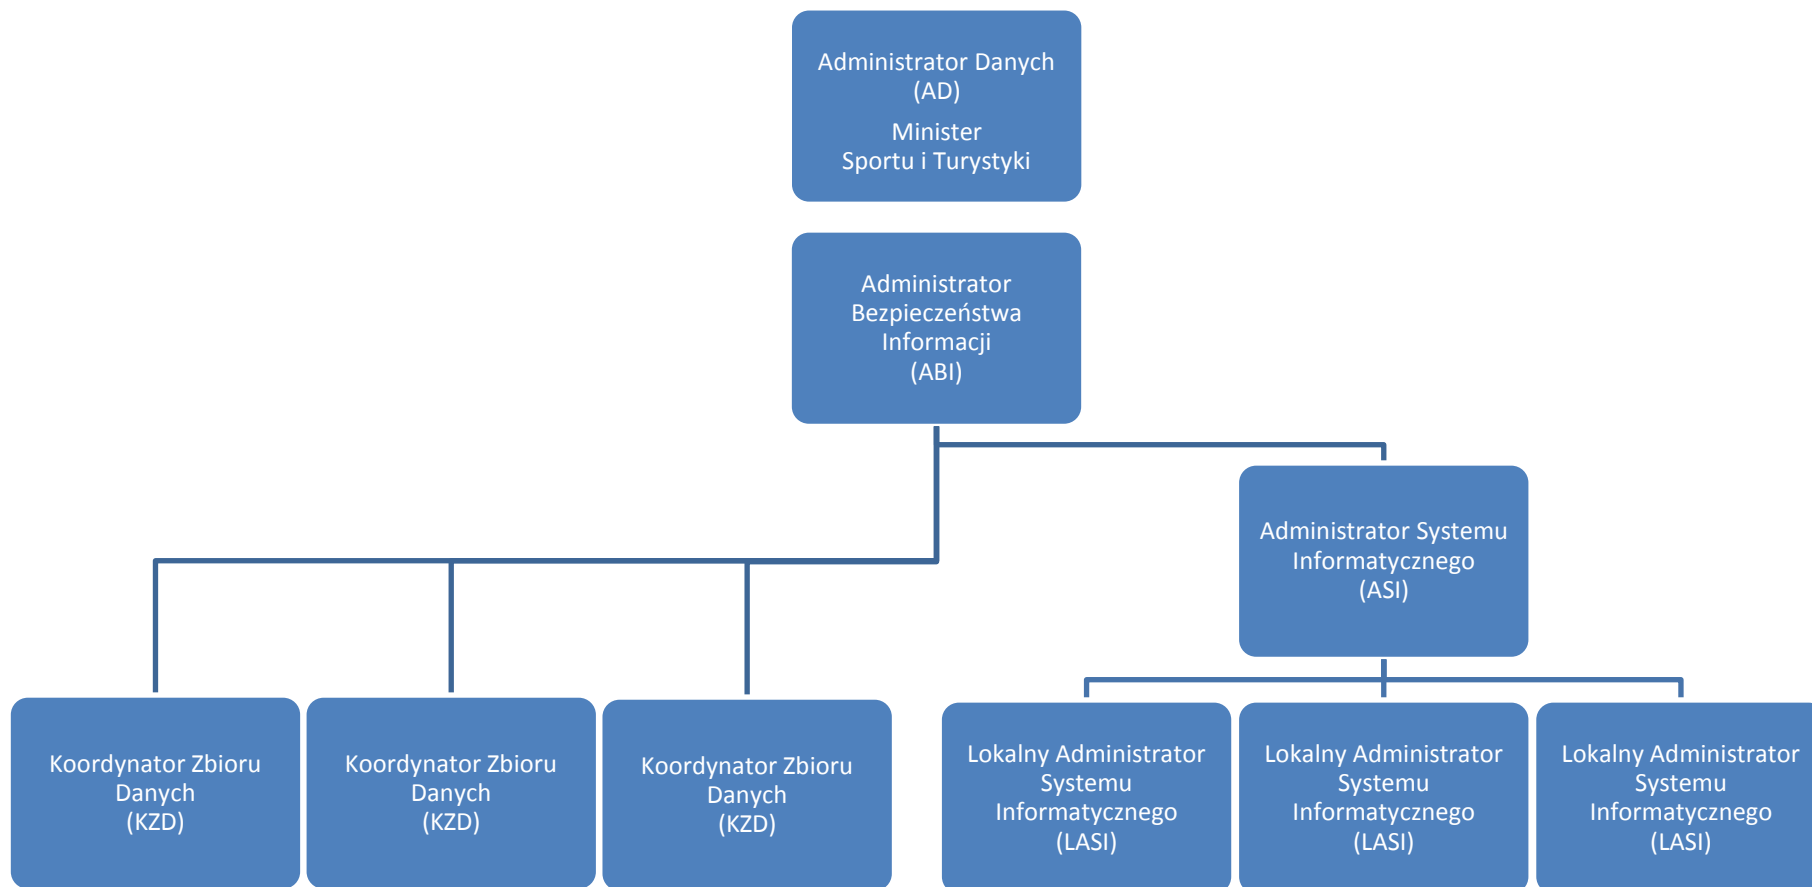 Administrator Danych
(AD)
Minister
Sportu i Turystyki
Administrator
Bezpieczeństwa
Informacji
(ABI)
Administrator Systemu
Informatycznego
(ASI)
Koordynator Zbioru
Danych
(KZD)
Koordynator Zbioru
Danych
(KZD)
Koordynator Zbioru
Danych
(KZD)
Lokalny Administrator
Systemu
Informatycznego
(LASI)
Lokalny Administrator
Systemu
Informatycznego
(LASI)
Lokalny Administrator
Systemu
Informatycznego
(LASI)